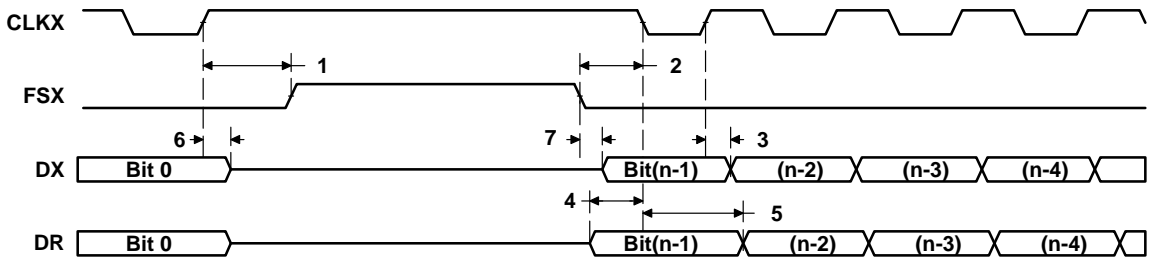 CLKX
1 2
FSX
6 7 3
DX Bit 0 Bit(n-1) (n-2) (n-3) (n-4)
4 5
DR Bit 0 Bit(n-1) (n-2) (n-3) (n-4)